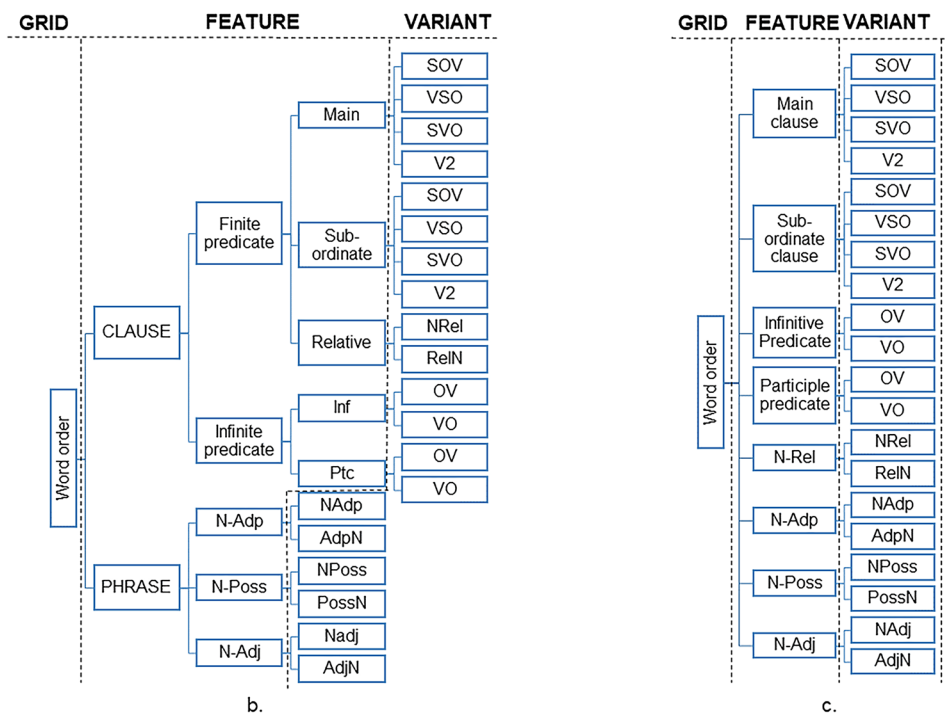 GRID FEATURE VARIANT
SOV
VSO
Main
SVO
V2
SOV
Finite
predicate
VSO
Sub-
ordinate
SVO
V2
CLAUSE
NRel
Relative
RelN
OV
Inf
VO
Infinite
predicate
OV
Ptc
VO
Word order
NAdp
N-Adp
AdpN
PHRASE
NPoss
N-Poss
PossN
Nadj
N-Adj
AdjN
b.
GRID FEATURE VARIANT
SOV
Main
clause
VSO
SVO
V2
SOV
Sub-
ordinate
clause
VSO
SVO
V2
Infinitive
Predicate
OV
VO
Word order
Participle
predicate
OV
VO
N-Rel
NRel
RelN
N-Adp
NAdp
AdpN
N-Poss
NPoss
PossN
N-Adj
NAdj
AdjN
c.